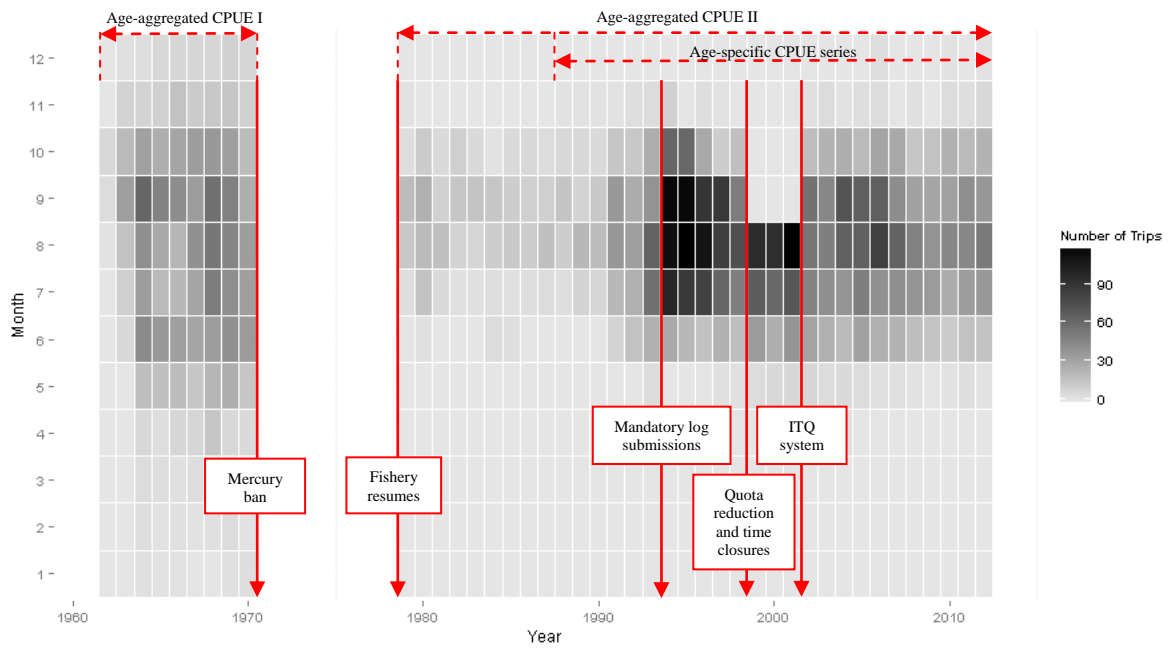 Age-aggregated CPUE I
Age-aggregated CPUE II
Age-specific CPUE series
12
11
10
9
8
7
6
5
4
3
2
1
Month
Mercury
ban
Fishery
resumes
Mandatory log
submissions
ITQ
system
Quota
reduction
and time
closures
Number of Trips
90
60
30
0
1960
1970
1980
1990
2000
2010
Year